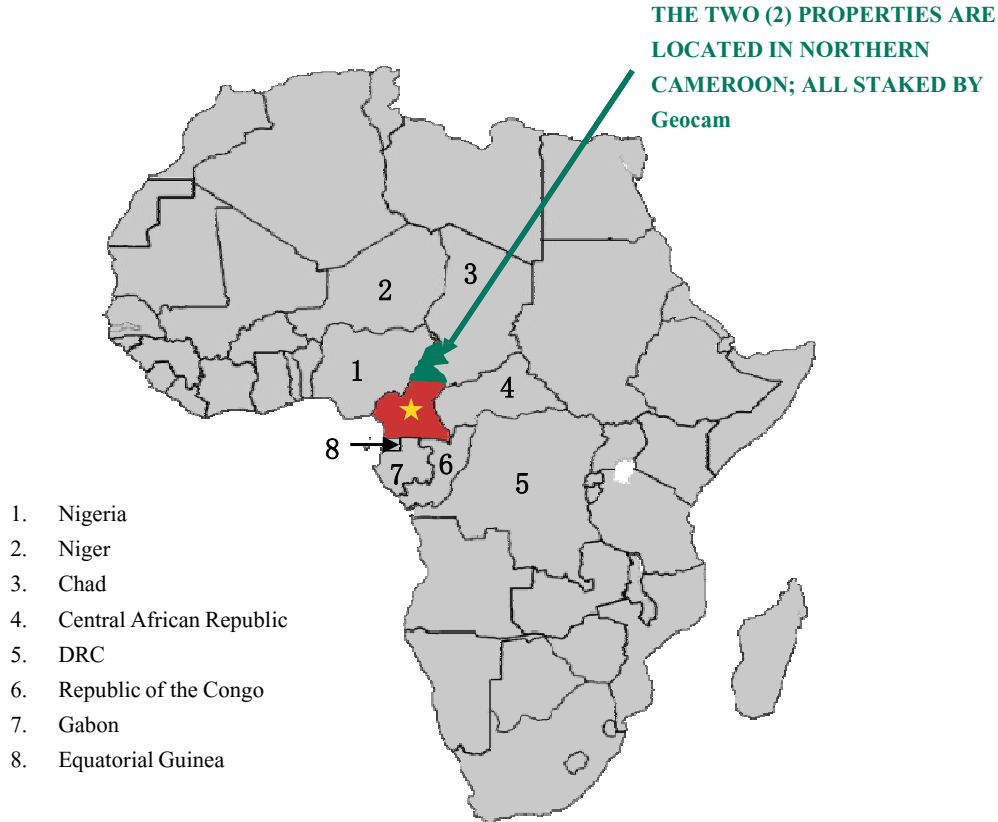 THE TWO (2) PROPERTIES ARE
LOCATED IN NORTHERN
CAMEROON; ALL STAKED BY
Geocam
3
2
1
4
8
6
7
5
1. Nigeria
2. Niger
3. Chad
4. Central African Republic
5. DRC
6. Republic of the Congo
7. Gabon
8. Equatorial Guinea